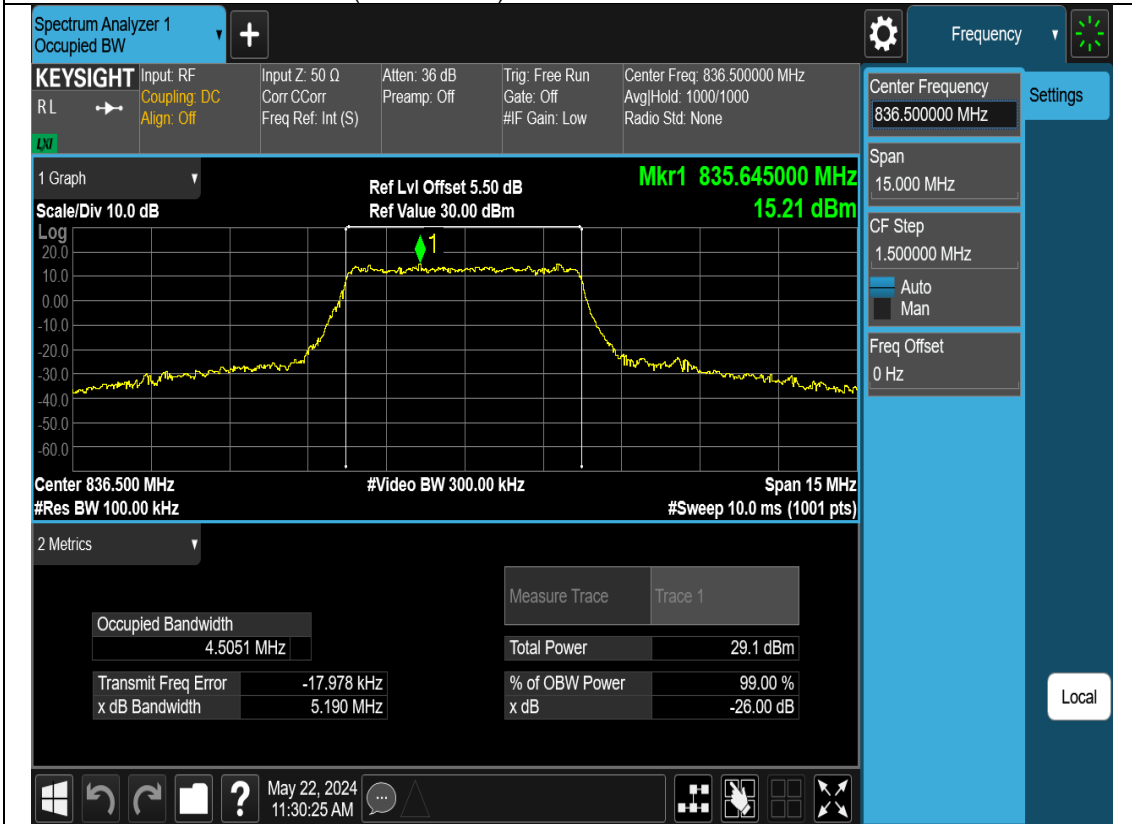 Spectrum Analyzer 1
Occupied BW
Frequency
KEYSIGHT
RL
LXI
Input: RF
Coupling: DC
Align: Off
Input Z: 50 Ω
Corr CCorr
Freq Ref: Int (S)
Atten: 36 dB
Preamp: Off
Trig: Free Run
Gate: Off
#IF Gain: Low
Center Freq: 836.500000 MHz
Avg|Hold: 1000/1000
Radio Std: None
Center Frequency
836.500000 MHz
Settings
Span
15.000 MHz
CF Step
1.500000 MHz
Auto
Man
Freq Offset
0 Hz
Local
1 Graph
Scale/Div 10.0 dB
Ref Lvl Offset 5.50 dB
Ref Value 30.00 dBm
Mkr1 835.645000 MHz
15.21 dBm
Log
1
20.0
10.0
0.00
-10.0
-20.0
-30.0
-40.0
-50.0
-60.0
Center 836.500 MHz
#Video BW 300.00 kHz
Span 15 MHz
#Res BW 100.00 kHz
#Sweep 10.0 ms (1001 pts)
2 Metrics
Measure Trace
Trace 1
Occupied Bandwidth
4.5051 MHz
Total Power
29.1 dBm
Transmit Freq Error
-17.978 kHz
% of OBW Power
99.00 %
x dB Bandwidth
5.190 MHz
x dB
-26.00 dB
May 22, 2024
11:30:25 AM